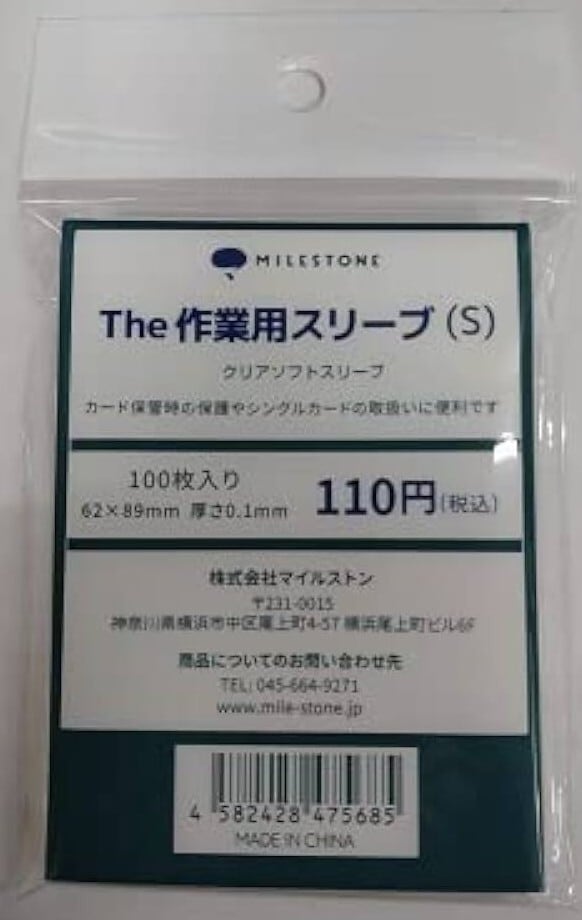 MILESTONE
The 作業用スリーブ (S)
クリアソフトスリーブ
カード保管時の保護やシングルカードの取扱いに便利です
100枚入り
62×89mm 厚さ0.1mm
110円(税込)
株式会社マイルストン
〒231-0015
神奈川県横浜市中区尾上町4-57 横浜尾上町ビル6F
商品についてのお問い合わせ先
TEL: 045-664-9271
www.mile-stone.jp
4 582428 475685
MADE IN CHINA